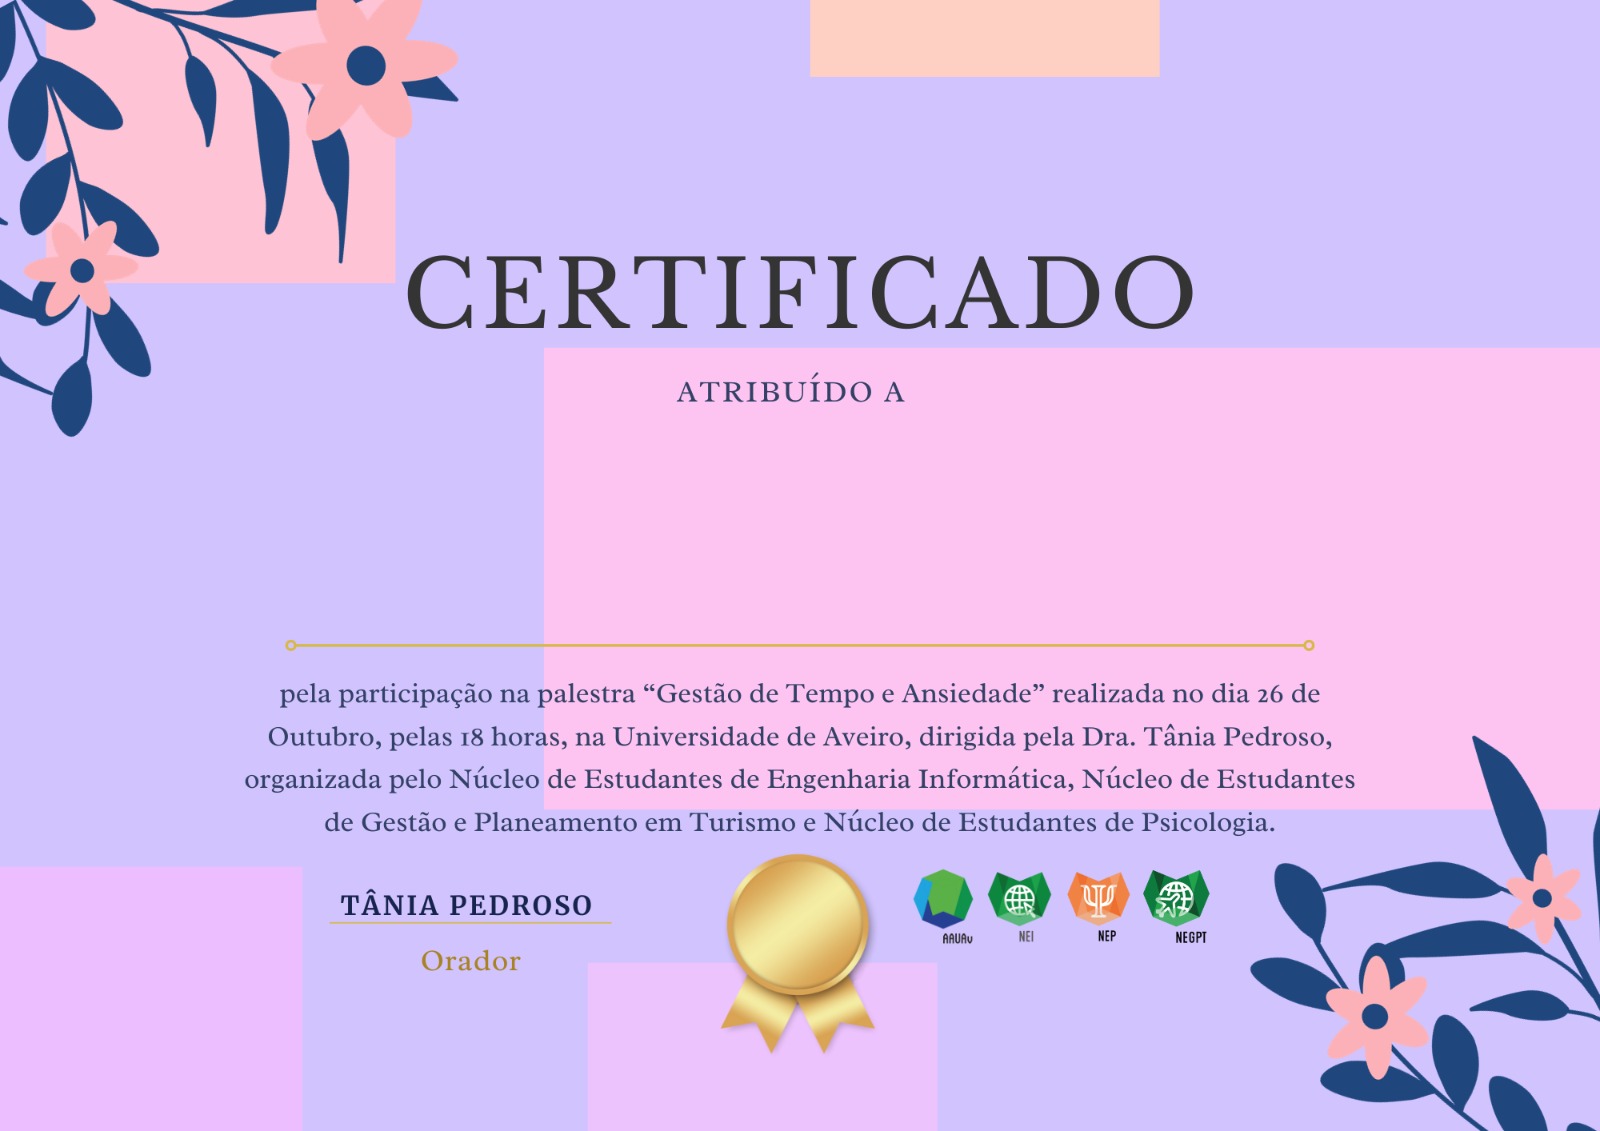 CERTIFICADO
ATRIBUÍDO A
pela participação na palestra “Gestão de Tempo e Ansiedade” realizada no dia 26 de
Outubro, pelas 18 horas, na Universidade de Aveiro, dirigida pela Dra. Tânia Pedroso,
organizada pelo Núcleo de Estudantes de Engenharia Informática, Núcleo de Estudantes
de Gestão e Planeamento em Turismo e Núcleo de Estudantes de Psicologia.
TÂNIA PEDROSO
Orador
AAUAv NEI NEP NEGPT